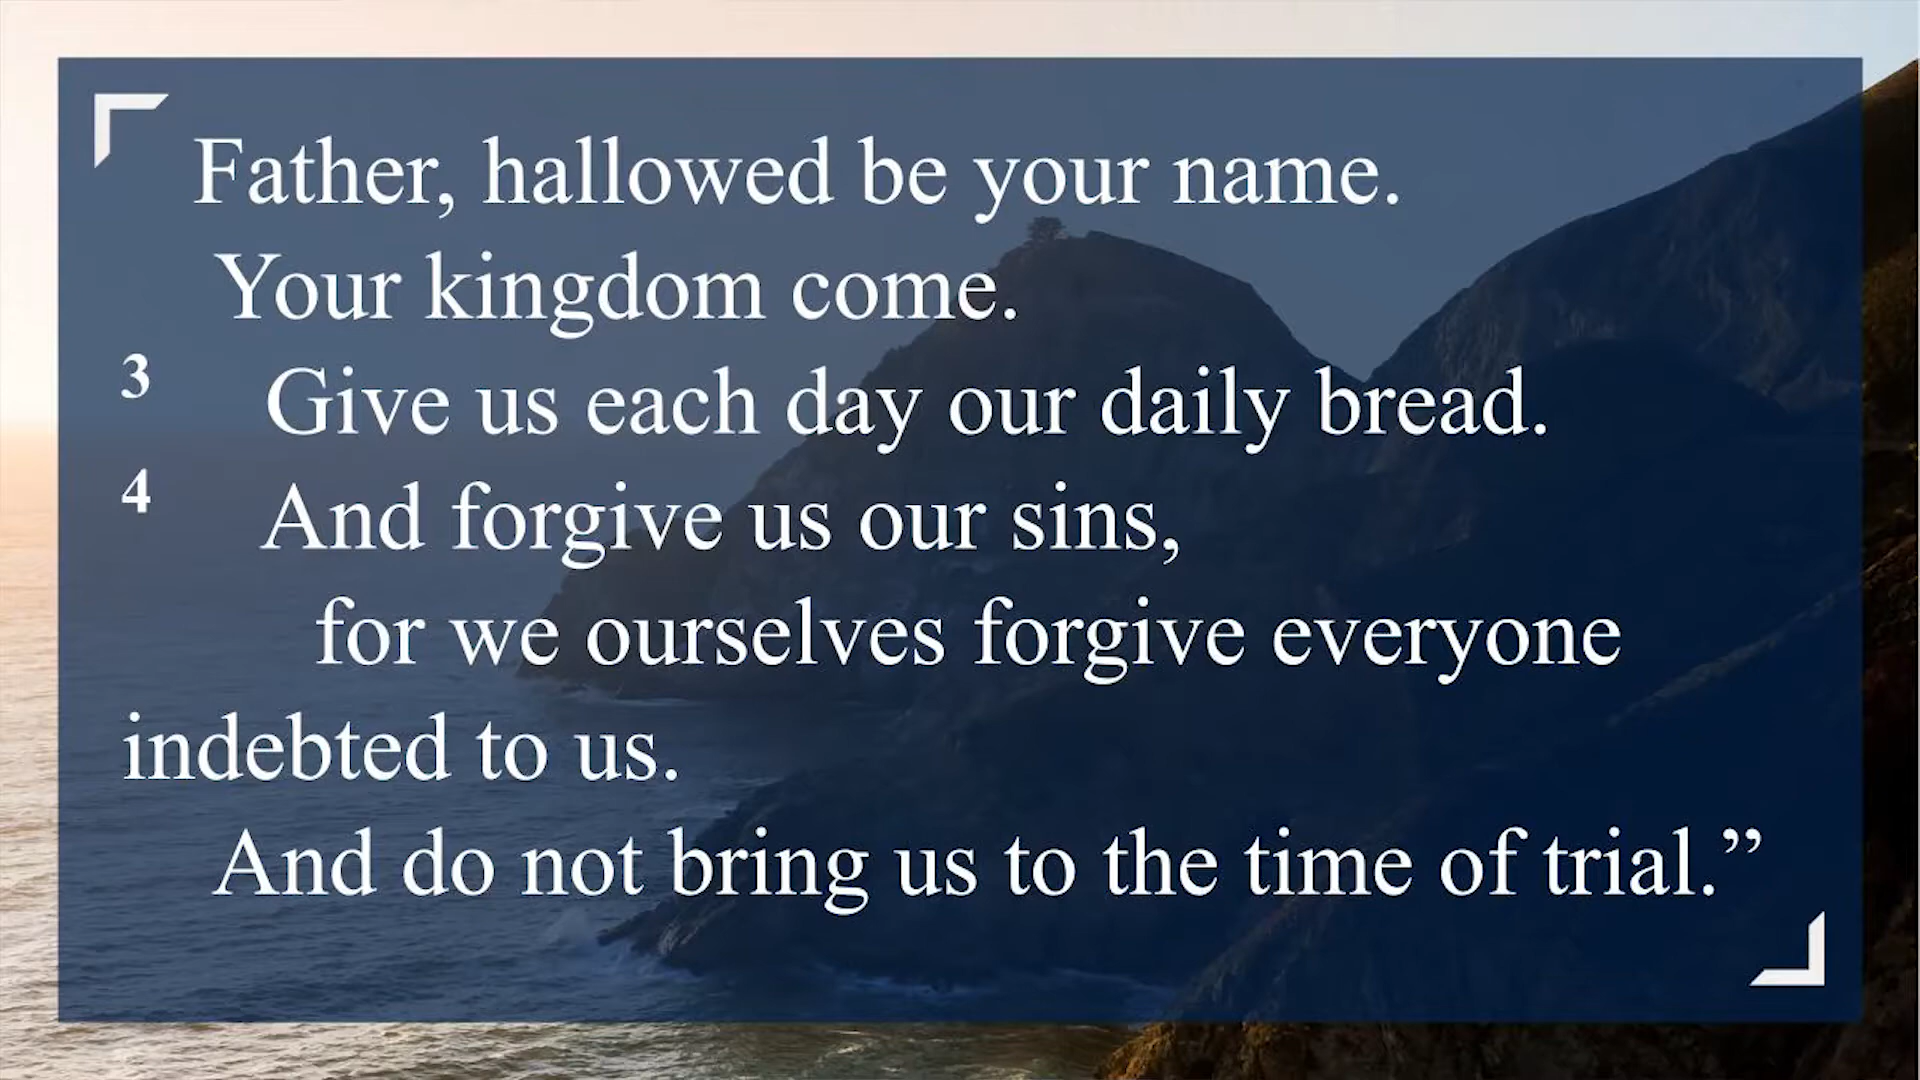 Father, hallowed be your name.
Your kingdom come.
3 Give us each day our daily bread.
4 And forgive us our sins,
for we ourselves forgive everyone
indebted to us.
And do not bring us to the time of trial.”